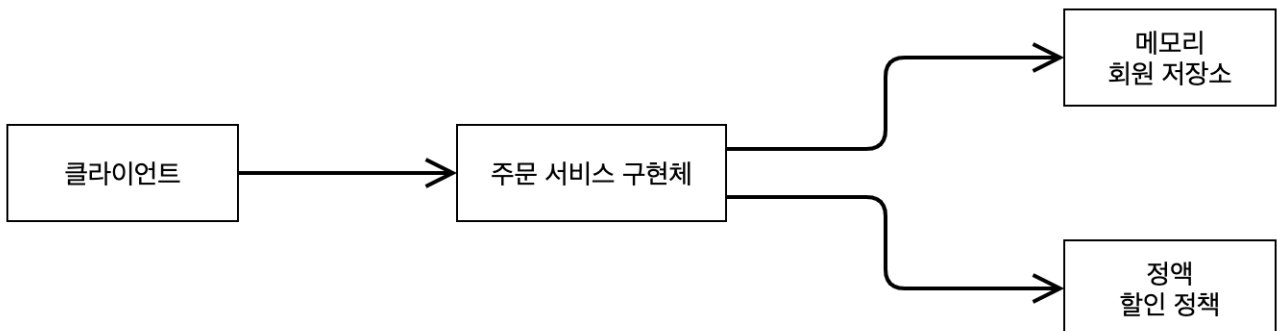 메모리
회원 저장소
클라이언트
주문 서비스 구현체
정액
할인 정책